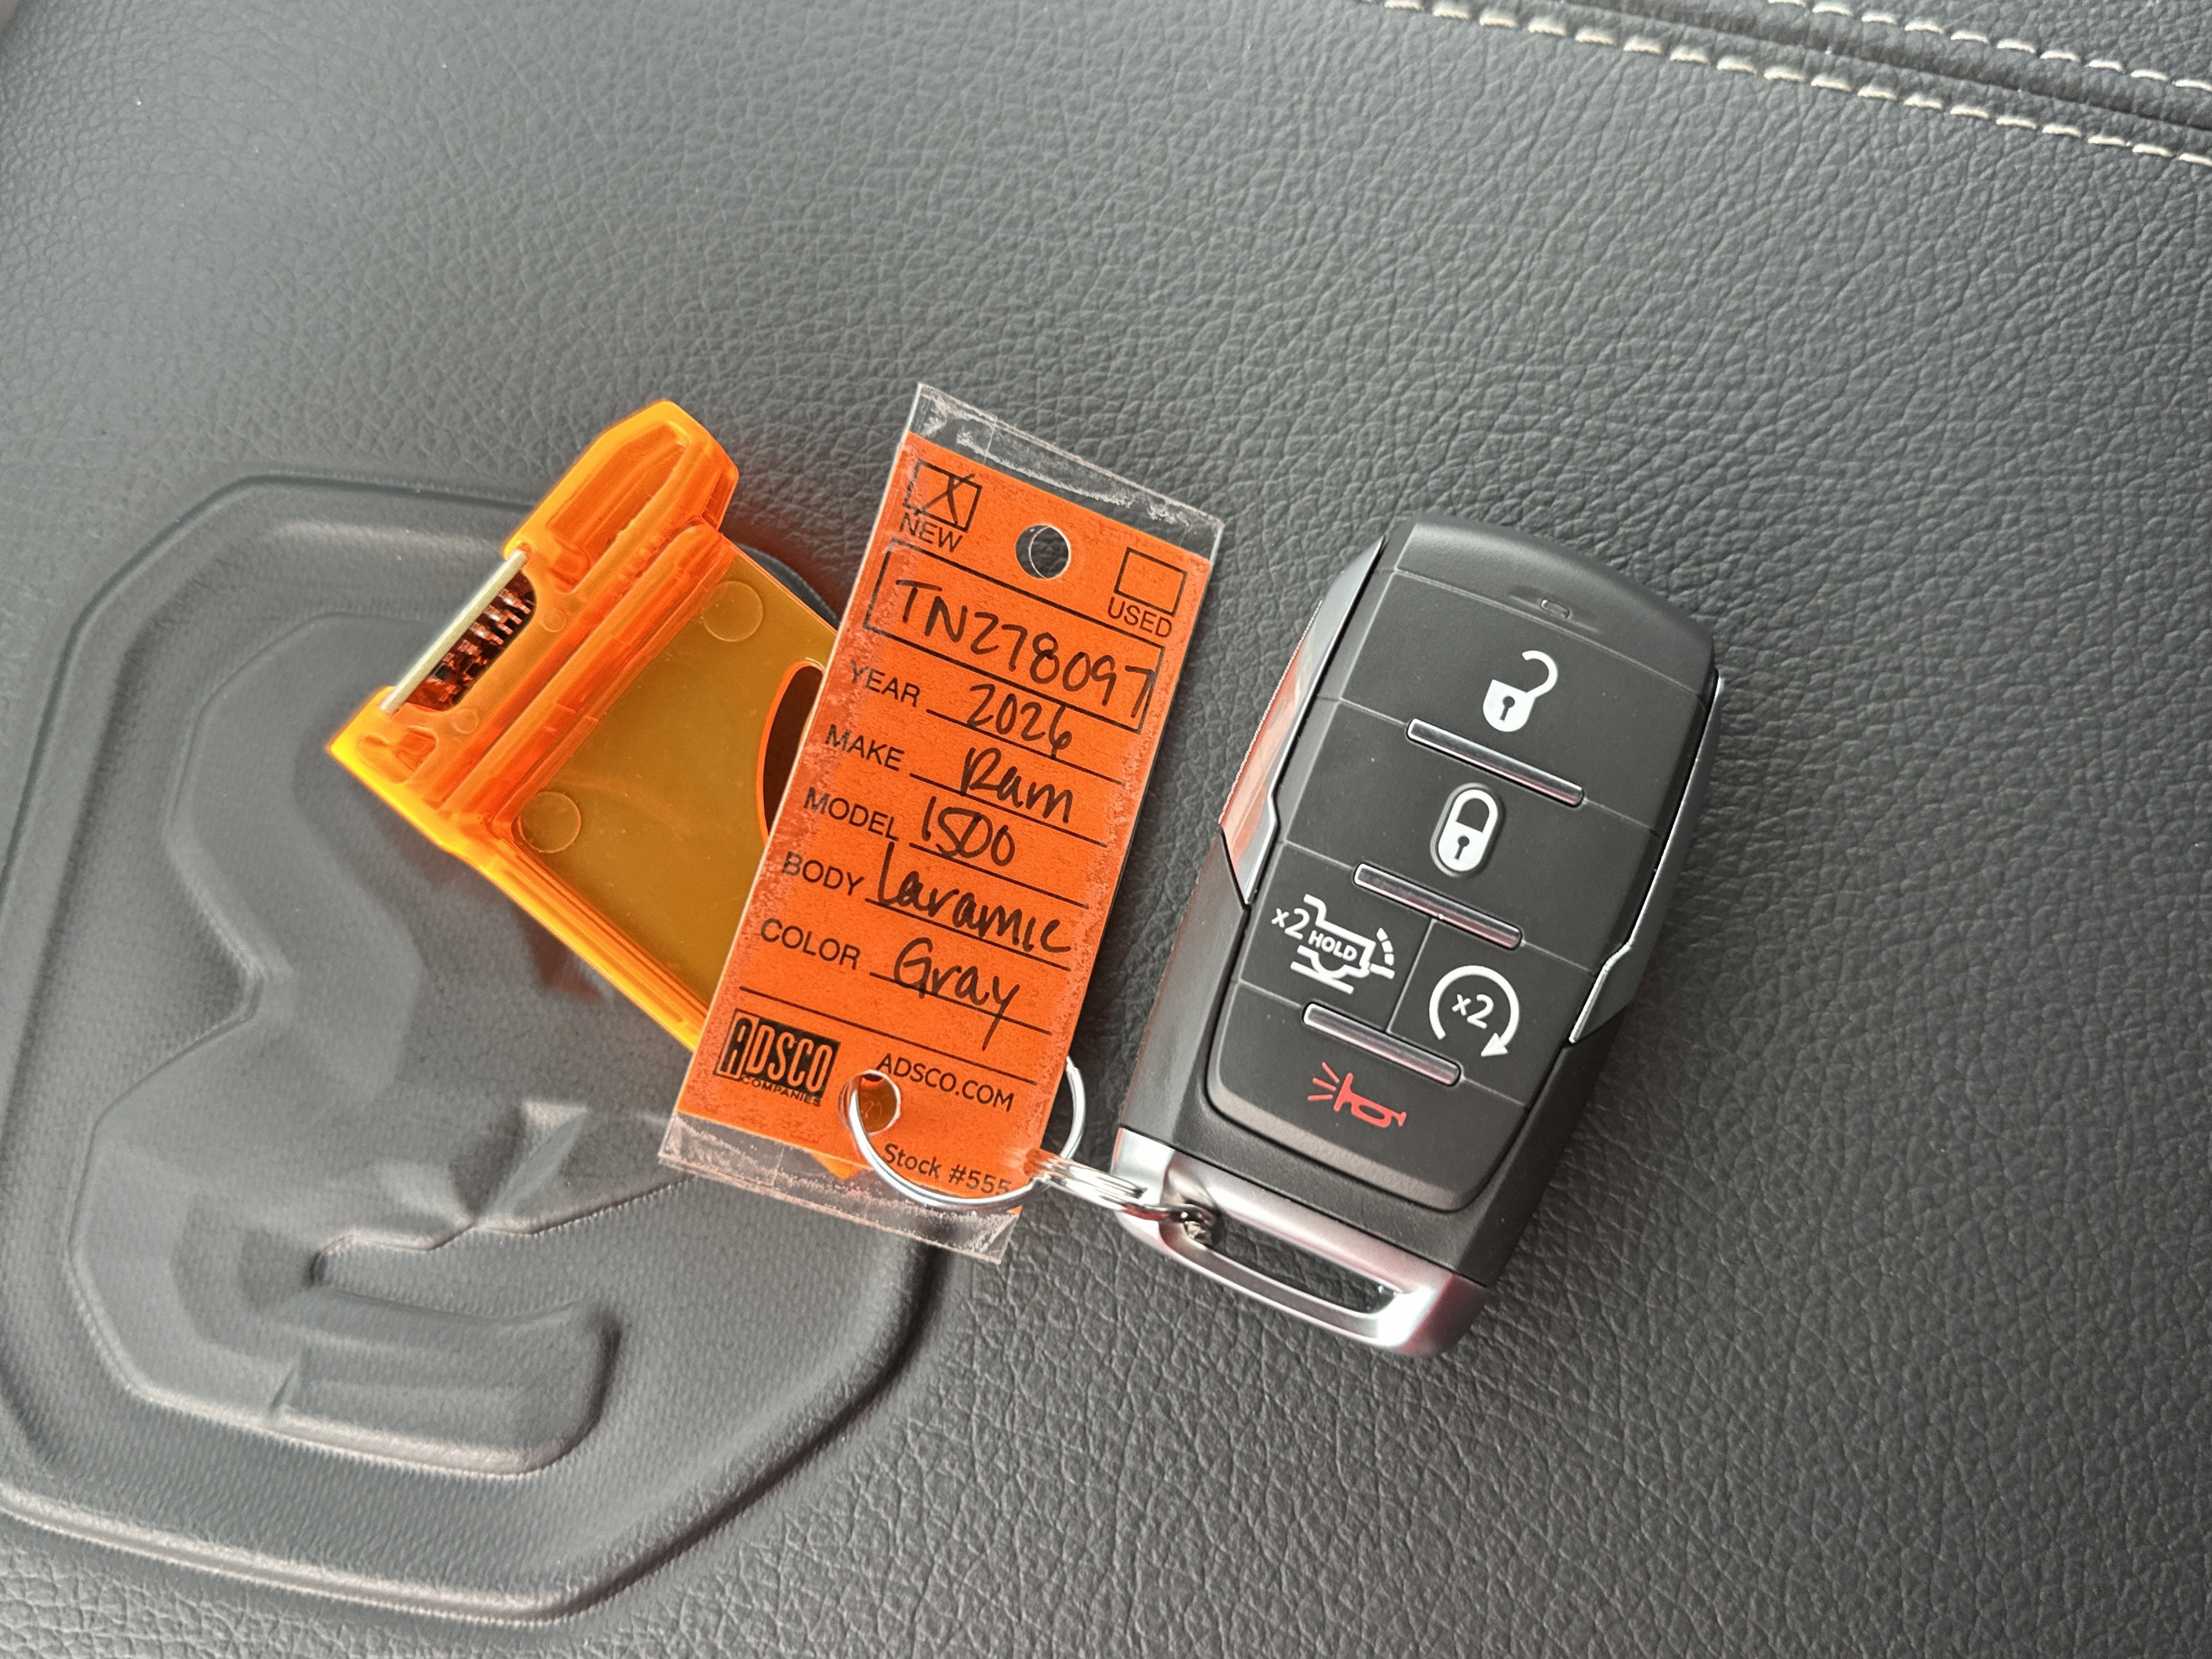 X
NEW
USED
TN278097
YEAR 2026
MAKE Ram
MODEL 1500
BODY Laramie
COLOR Gray
ADSCO
COMPANIES
ADSCO.COM
Stock #555
x2 HOLD
x2